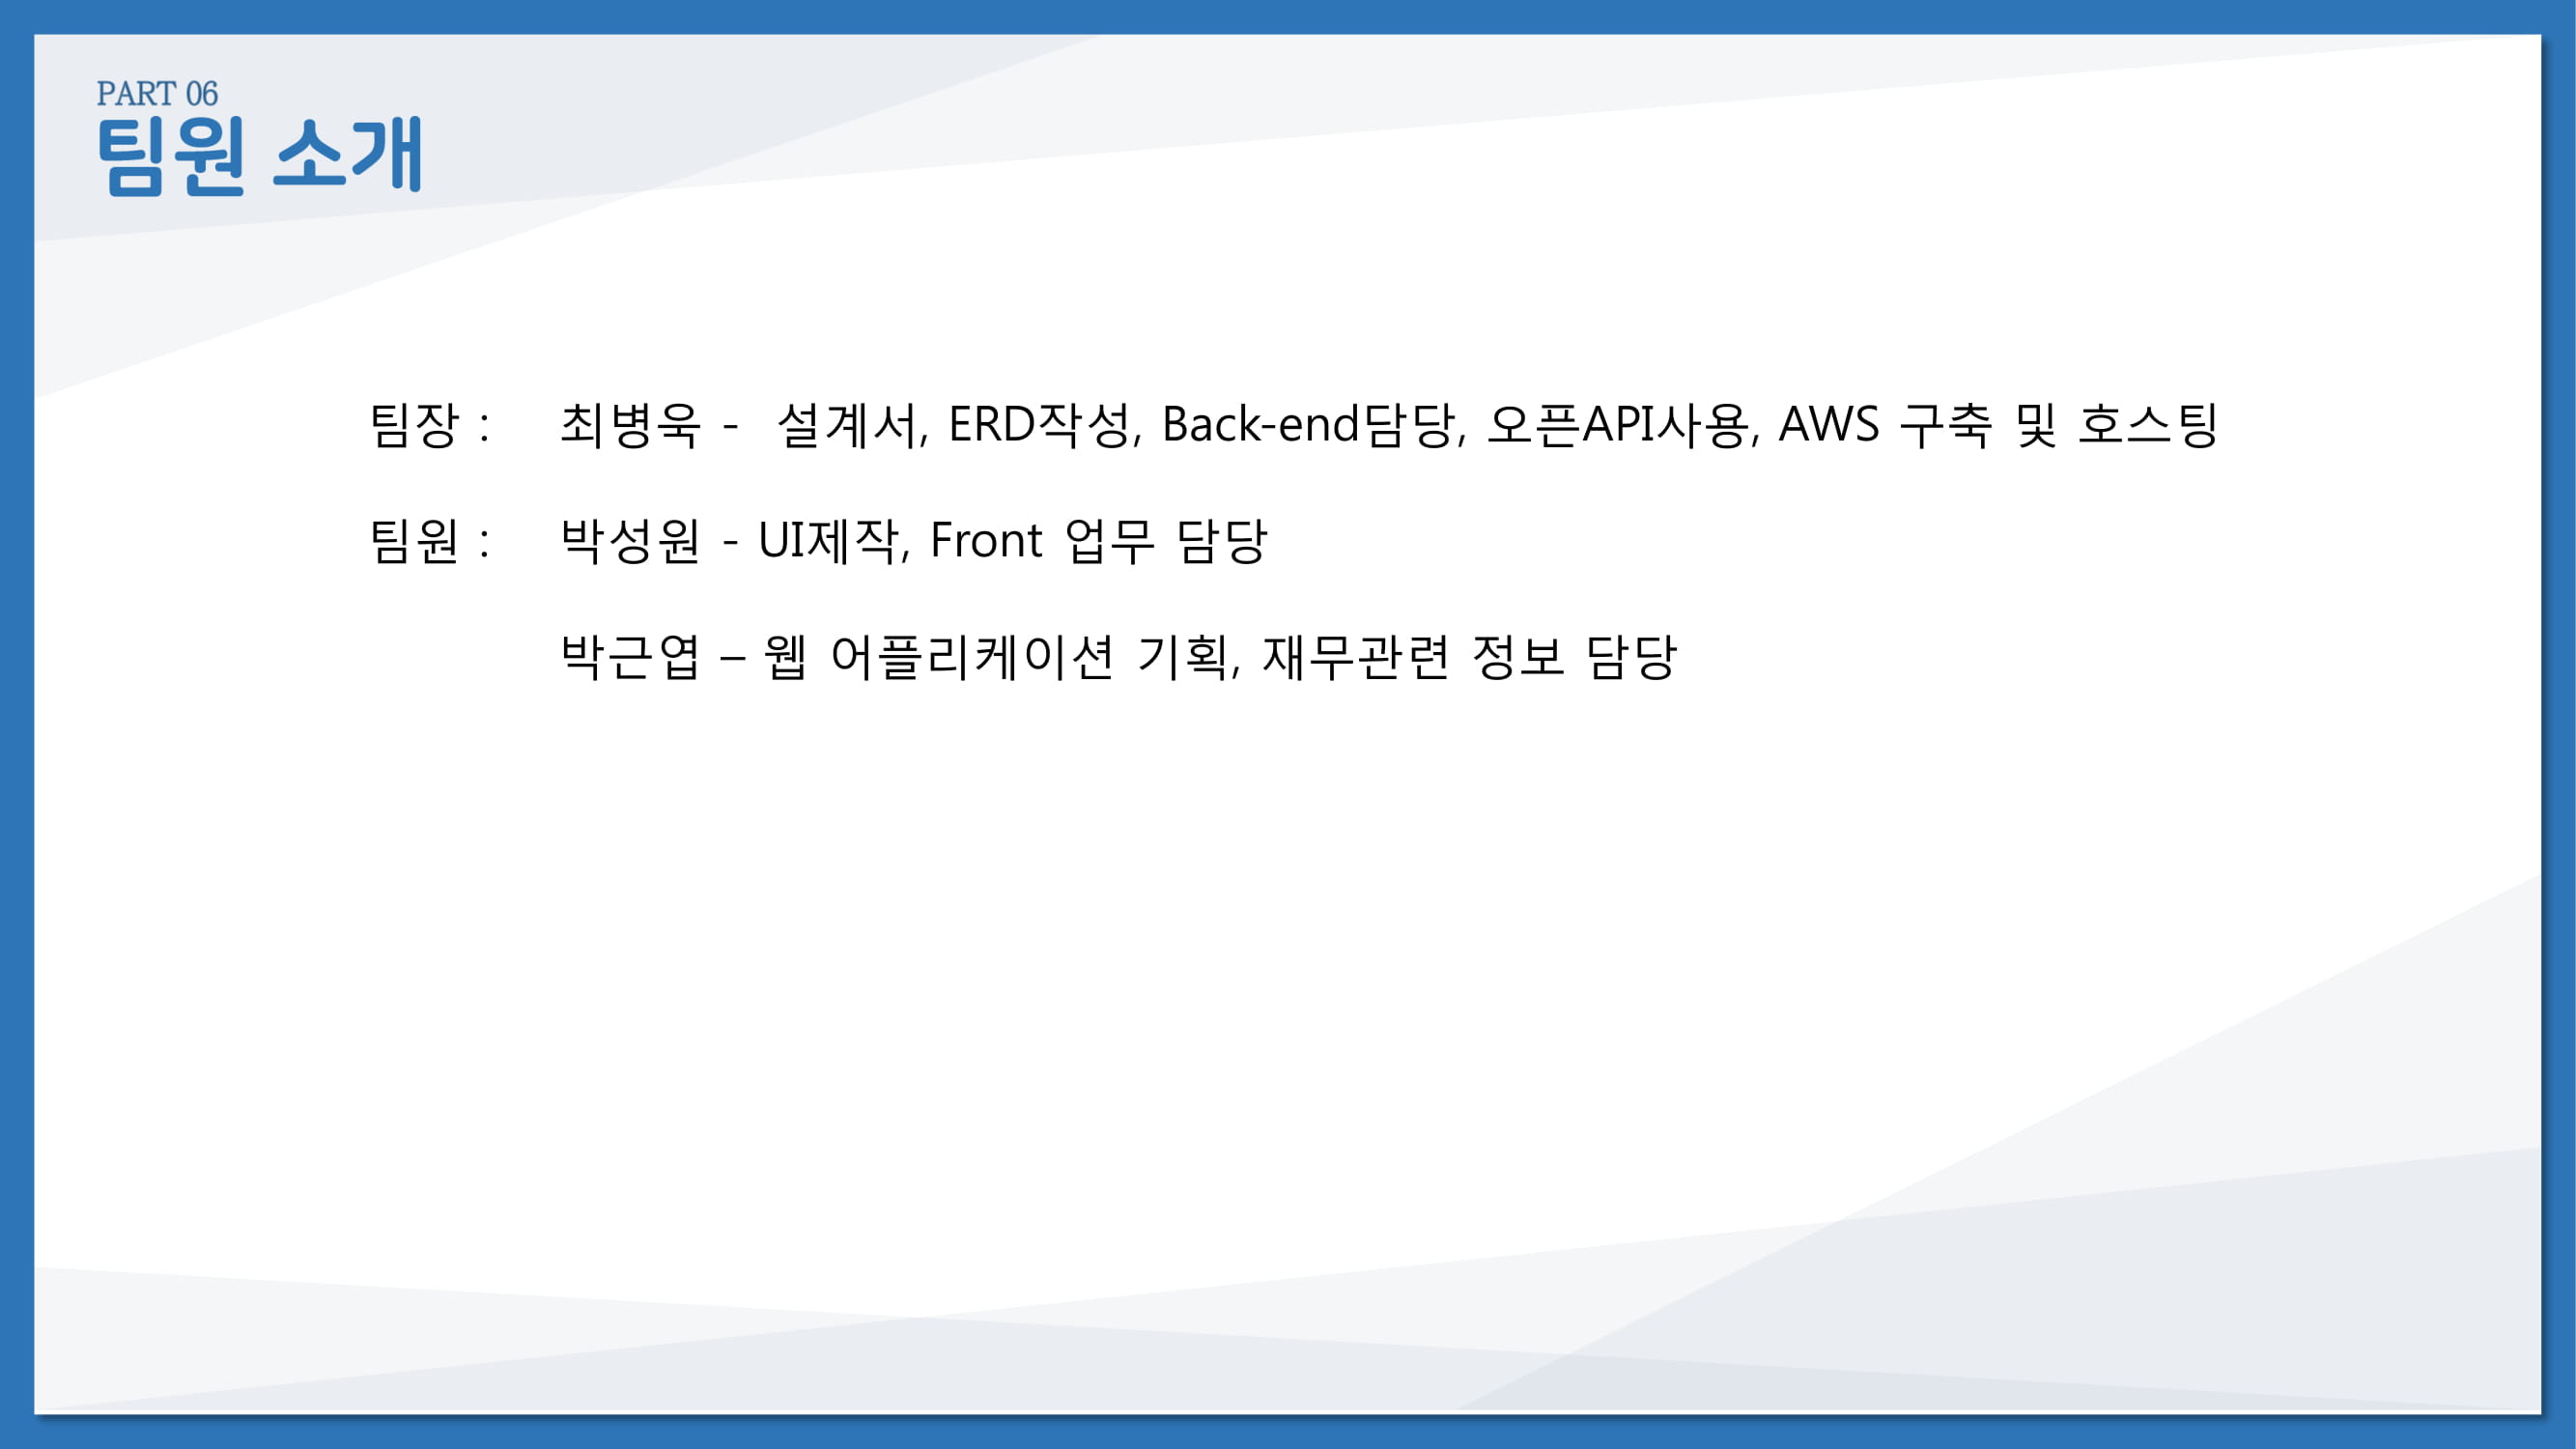 PART 06
팀원 소개
팀장 : 최병욱 - 설계서, ERD작성, Back-end담당, 오픈API사용, AWS 구축 및 호스팅
팀원 : 박성원 - UI제작, Front 업무 담당
박근엽 – 웹 어플리케이션 기획, 재무관련 정보 담당